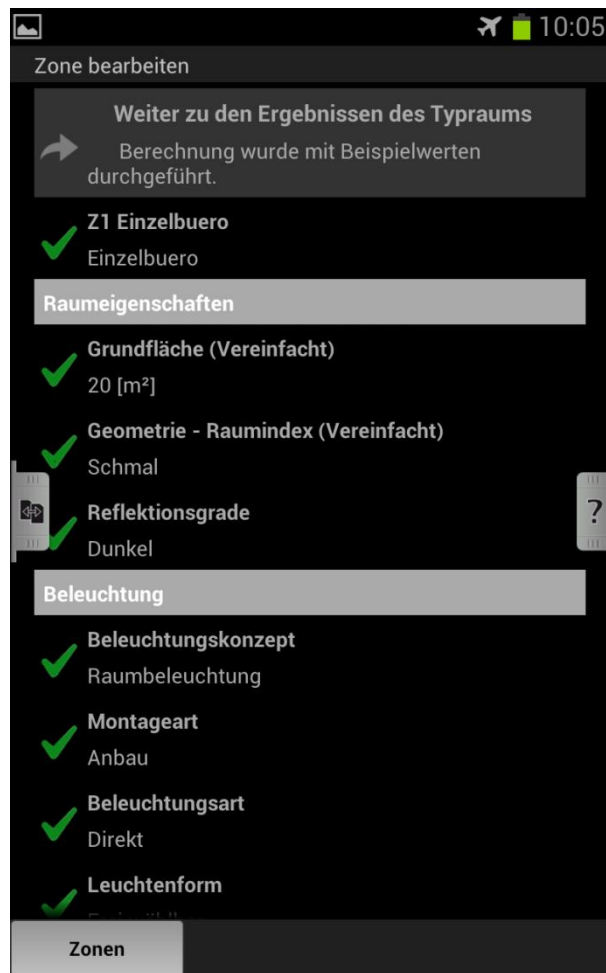 10:05
Zone bearbeiten
Weiter zu den Ergebnissen des Typraums
Berechnung wurde mit Beispielwerten
durchgeführt.
Z1 Einzelbuero
Einzelbuero
Raumeigenschaften
Grundfläche (Vereinfacht)
20 [m²]
Geometrie - Raumindex (Vereinfacht)
Schmal
?
Reflektionsgrade
Dunkel
Beleuchtung
Beleuchtungskonzept
Raumbeleuchtung
Montageart
Anbau
Beleuchtungsart
Direkt
Leuchtenform
Zonen